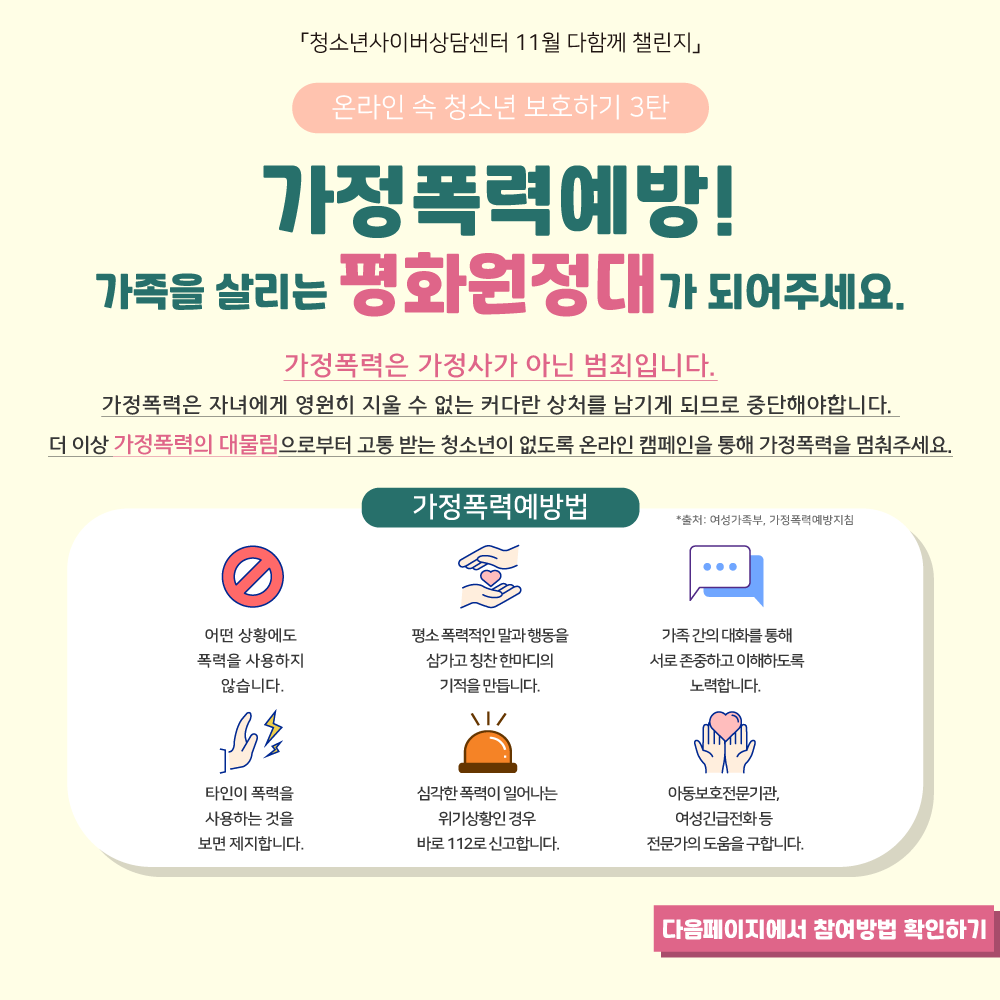 「청소년사이버상담센터 11월 다함께 챌린지」
온라인 속 청소년 보호하기 3탄
가정폭력예방!
가족을 살리는 평화원정대가 되어주세요.
가정폭력은 가정사가 아닌 범죄입니다.
가정폭력은 자녀에게 영원히 지울 수 없는 커다란 상처를 남기게 되므로 중단해야합니다.
더 이상 가정폭력의 대물림으로부터 고통 받는 청소년이 없도록 온라인 캠페인을 통해 가정폭력을 멈춰주세요.
가정폭력예방법
*출처: 여성가족부, 가정폭력예방지침
어떤 상황에도
폭력을 사용하지
않습니다.
평소 폭력적인 말과 행동을
삼가고 칭찬 한마디의
기적을 만듭니다.
가족 간의 대화를 통해
서로 존중하고 이해하도록
노력합니다.
타인이 폭력을
사용하는 것을
보면 제지합니다.
심각한 폭력이 일어나는
위기상황인 경우
바로 112로 신고합니다.
아동보호전문기관,
여성긴급전화 등
전문가의 도움을 구합니다.
다음페이지에서 참여방법 확인하기